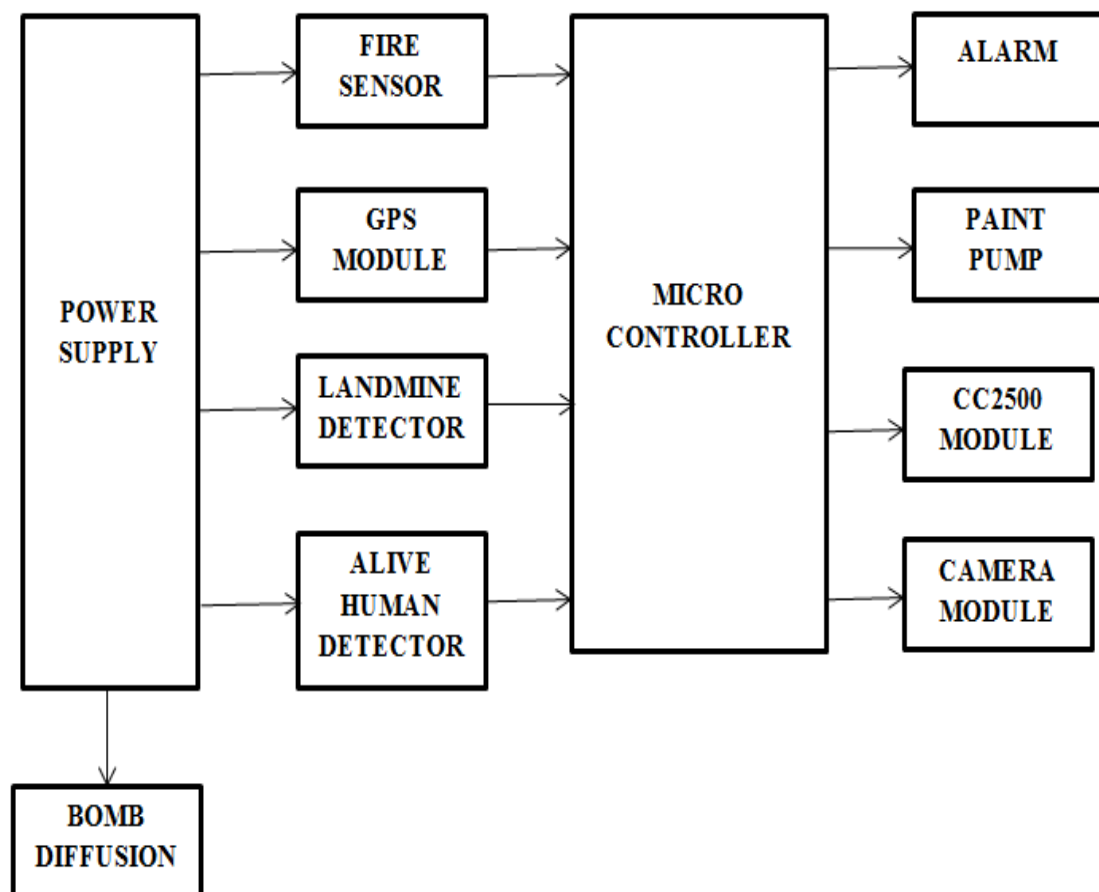 POWER
SUPPLY
FIRE
SENSOR
GPS
MODULE
LANDMINE
DETECTOR
ALIVE
HUMAN
DETECTOR
MICRO
CONTROLLER
ALARM
PAINT
PUMP
CC2500
MODULE
CAMERA
MODULE
BOMB
DIFFUSION